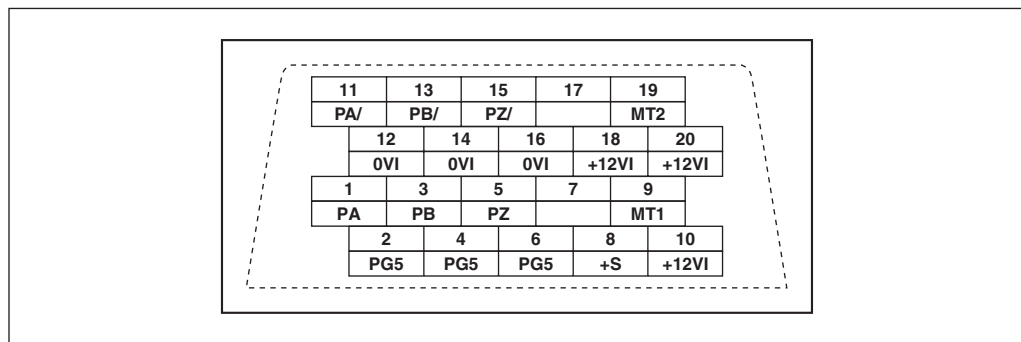 11 13 15 17 19
PA/ PB/ PZ/ MT2
12 14 16 18 20
0VI 0VI 0VI +12VI +12VI
1 3 5 7 9
PA PB PZ MT1
2 4 6 8 10
PG5 PG5 PG5 +S +12VI